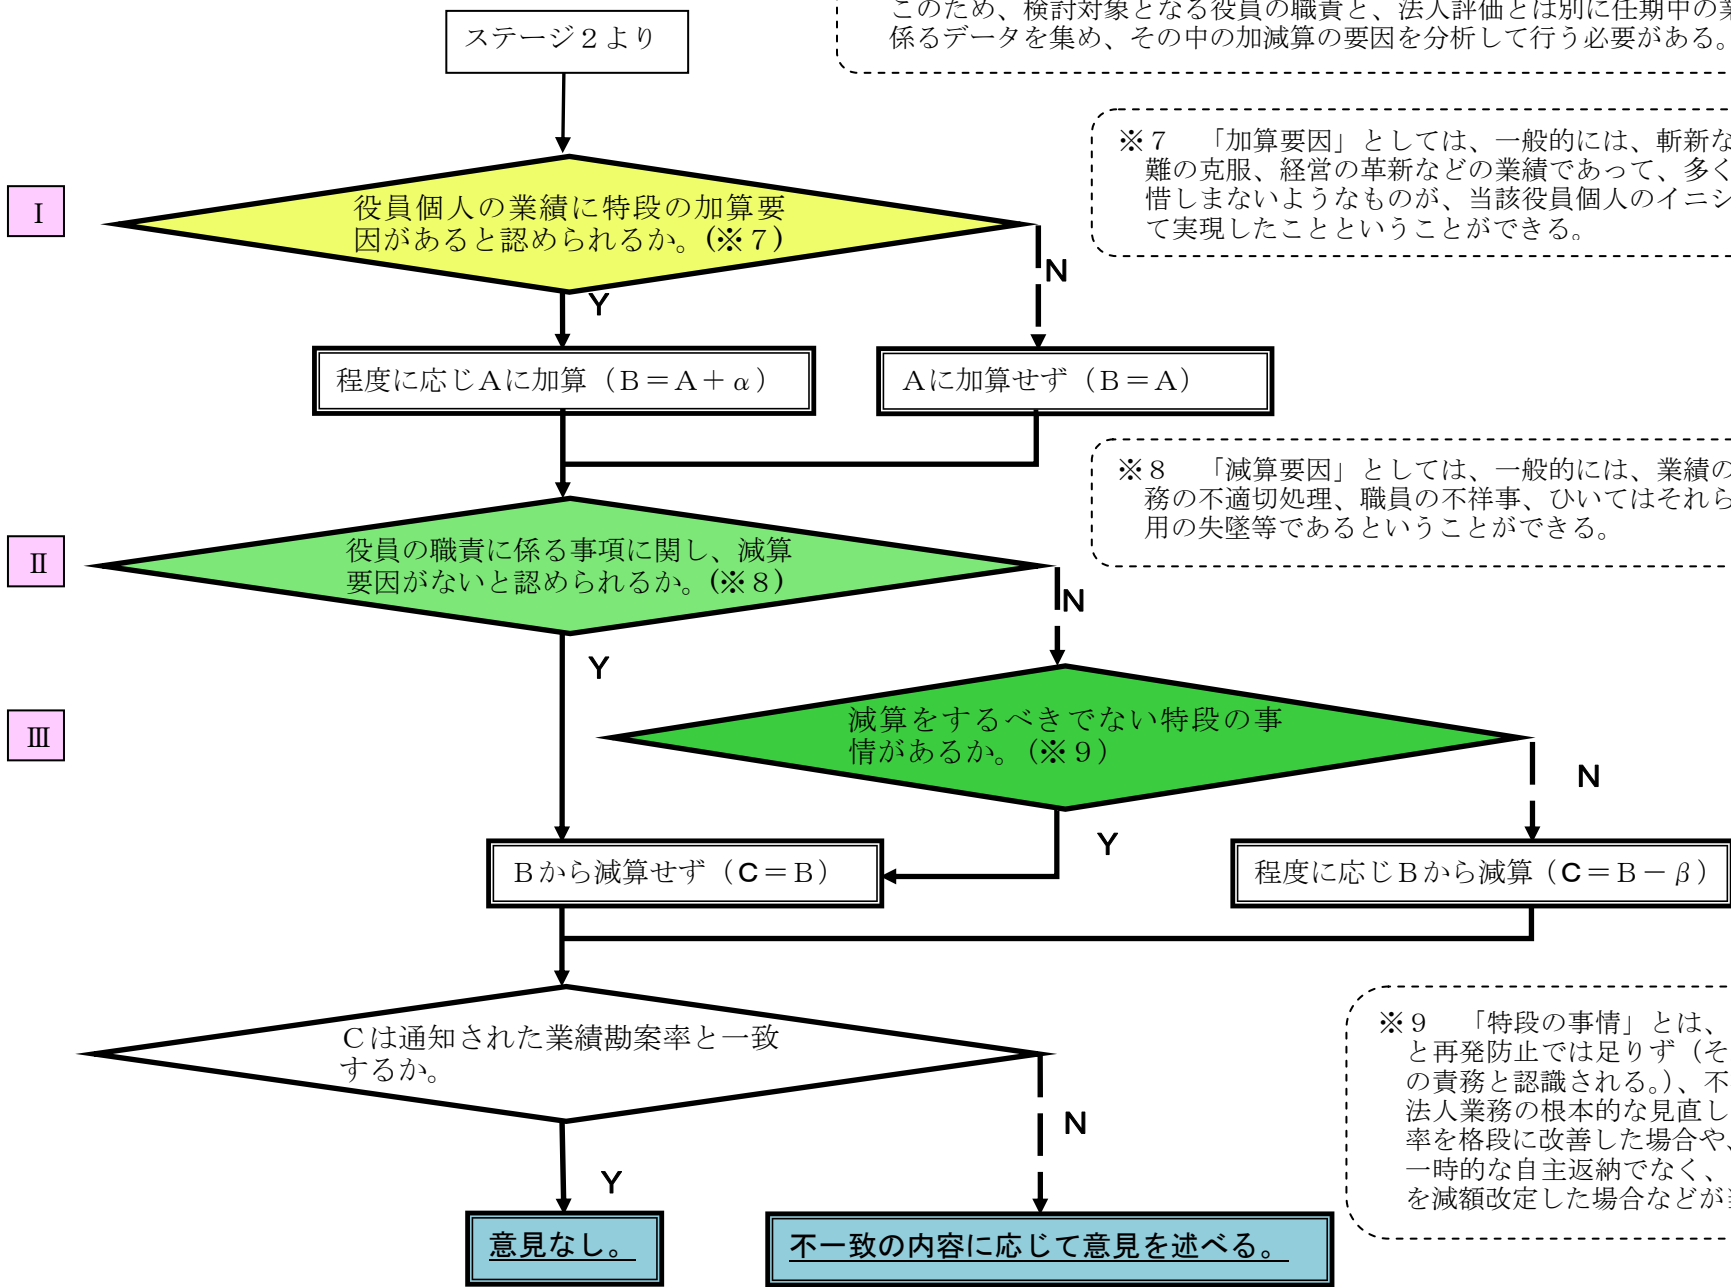 このため、検討対象となる役員の職責と、法人評価とは別に任期中の業
係るデータを集め、その中の加減算の要因を分析して行う必要がある。
ステージ２より
※７　「加算要因」としては、一般的には、斬新な
難の克服、経営の革新などの業績であって、多く
惜しまないようなものが、当該役員個人のイニシ
て実現したことということができる。
Ⅰ
役員個人の業績に特段の加算要
因があると認められるか。(※７)
N
Y
程度に応じＡに加算（Ｂ＝Ａ＋α）
Ａに加算せず（Ｂ＝Ａ）
※８　「減算要因」としては、一般的には、業績の
務の不適切処理、職員の不祥事、ひいてはそれら
用の失墜等であるということができる。
Ⅱ
役員の職責に係る事項に関し、減算
要因がないと認められるか。(※８)
N
Y
Ⅲ
減算をするべきでない特段の事
情があるか。(※９)
N
Y
Ｂから減算せず（Ｃ＝Ｂ）
程度に応じＢから減算（Ｃ＝Ｂ－β）
Ｃは通知された業績勘案率と一致
するか。
※９　「特段の事情」とは、
と再発防止では足りず（そ
の責務と認識される。）、不
法人業務の根本的な見直し
率を格段に改善した場合や、
一時的な自主返納でなく、
を減額改定した場合などが
N
Y
意見なし。
不一致の内容に応じて意見を述べる。